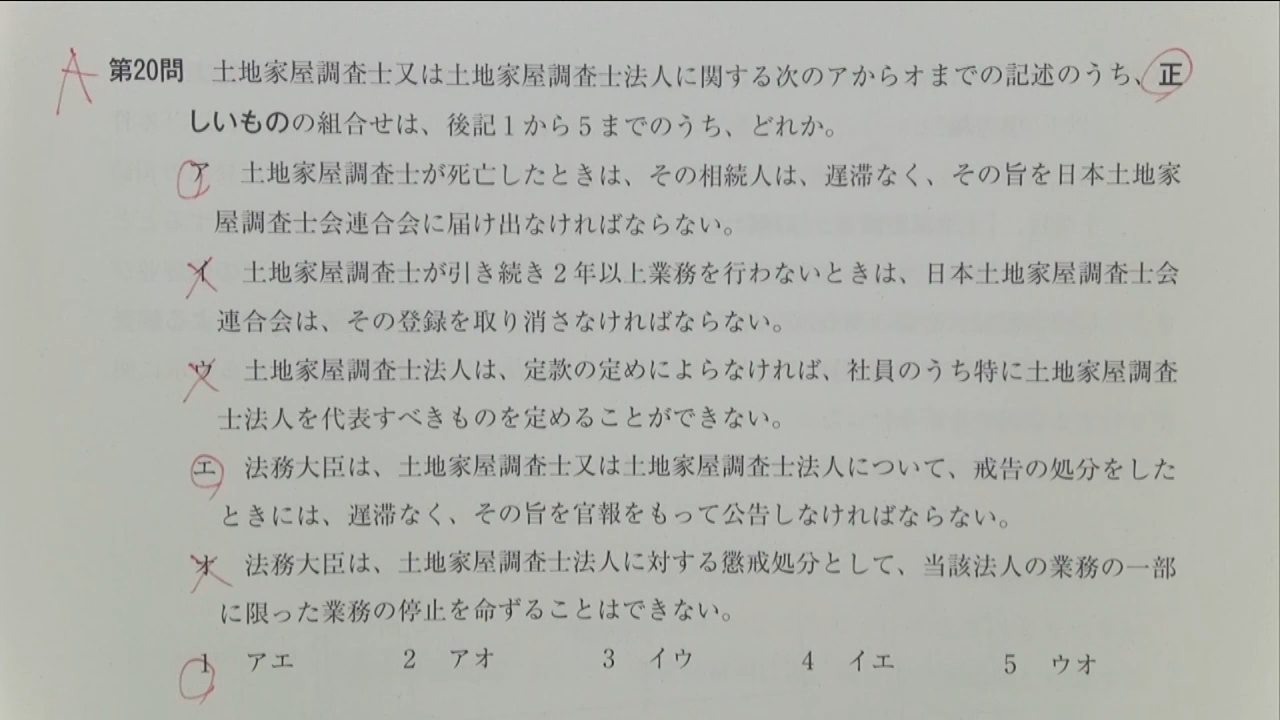 A 第20問 土地家屋調査士又は土地家屋調査士法人に関する次のアからオまでの記述のうち、正
しいものの組合せは、後記1から5までのうち、どれか。
ア 土地家屋調査士が死亡したときは、その相続人は、遅滞なく、その旨を日本土地家
屋調査士会連合会に届け出なければならない。
イ 土地家屋調査士が引き続き2年以上業務を行わないときは、日本土地家屋調査士会
連合会は、その登録を取り消さなければならない。
ウ 土地家屋調査士法人は、定款の定めによらなければ、社員のうち特に土地家屋調査
士法人を代表すべきものを定めることができない。
エ 法務大臣は、土地家屋調査士又は土地家屋調査士法人について、戒告の処分をした
ときには、遅滞なく、その旨を官報をもって公告しなければならない。
オ 法務大臣は、土地家屋調査士法人に対する懲戒処分として、当該法人の業務の一部
に限った業務の停止を命ずることはできない。
1 アエ 2 アオ 3 イウ 4 イエ 5 ウオ